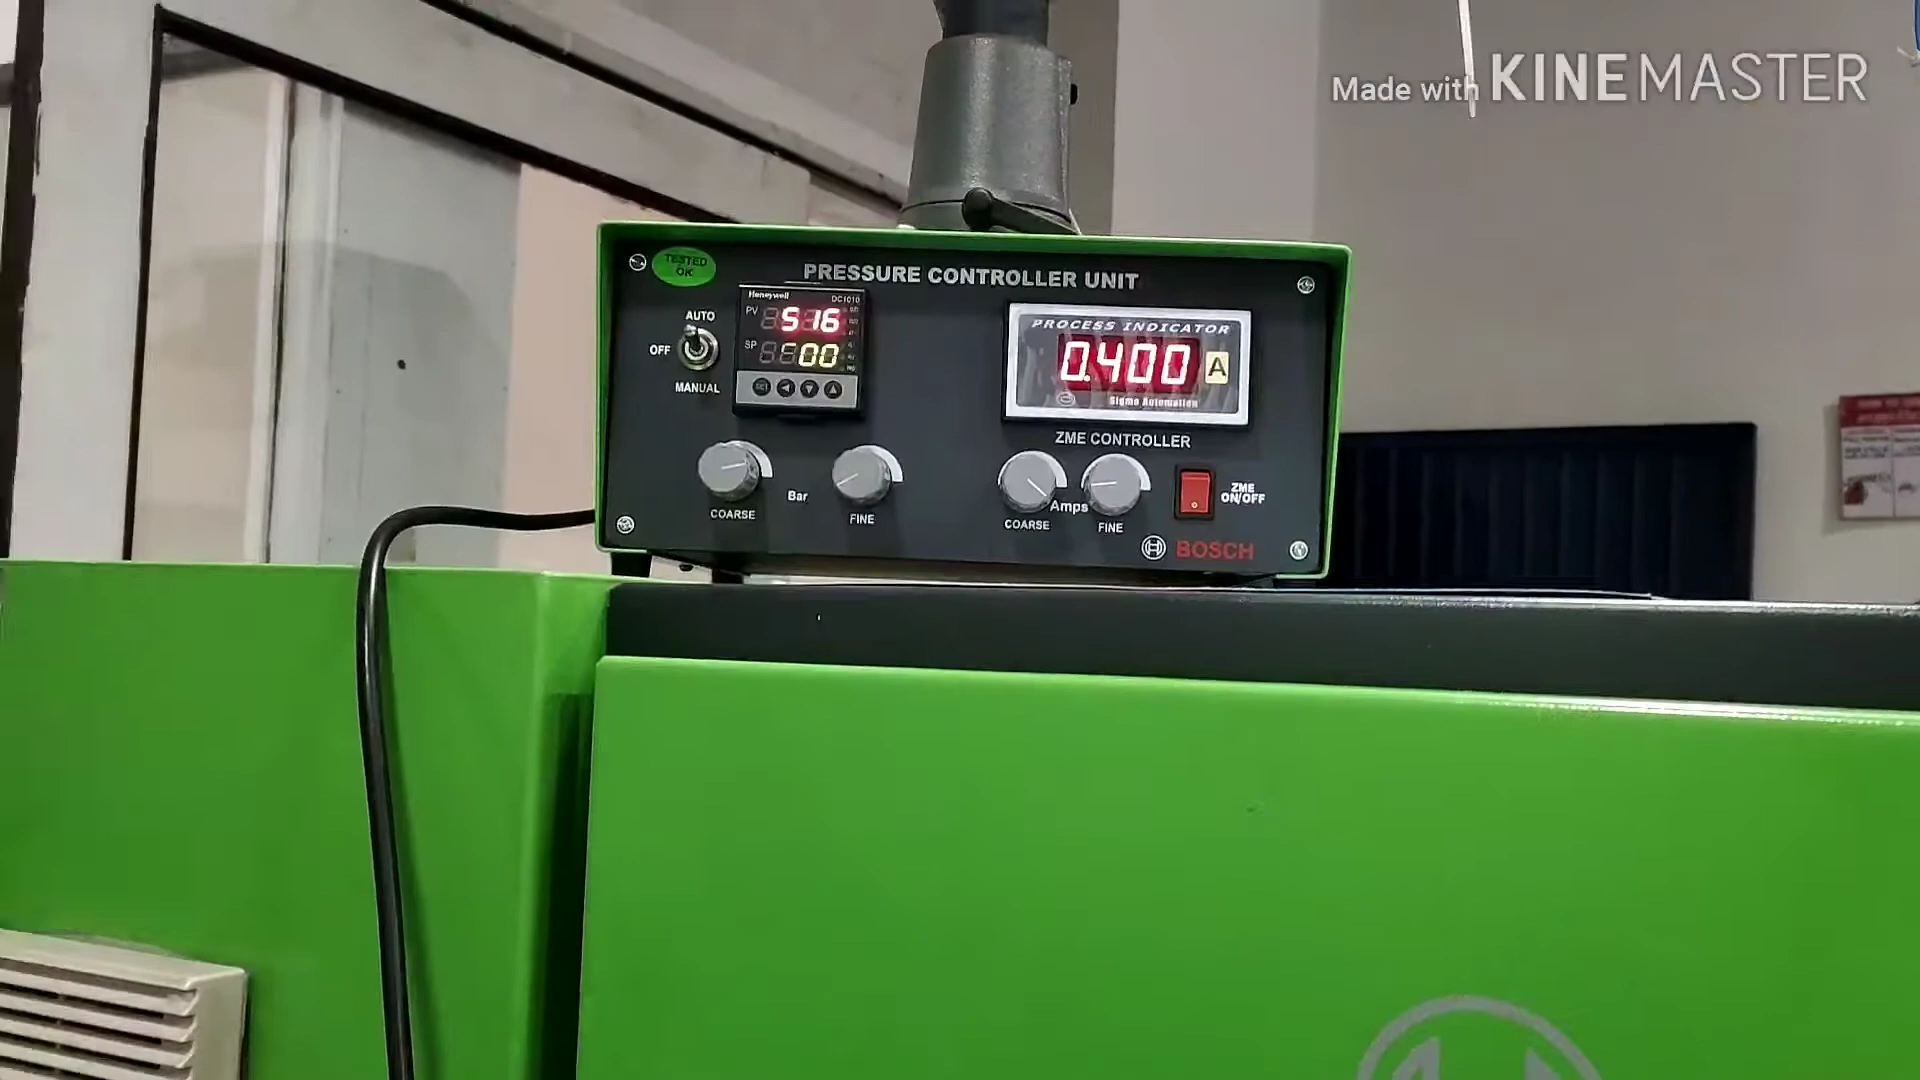 Made with KINEMASTER
TESTED
OK
PRESSURE CONTROLLER UNIT
Honeywell
DC1010
AUTO
OFF
MANUAL
PV
516
SP
00
PROCESS INDICATOR
0.400 A
Sigma Automation
ZME CONTROLLER
Bar
COARSE
FINE
Amps
COARSE
FINE
ZME
ON/OFF
BOSCH